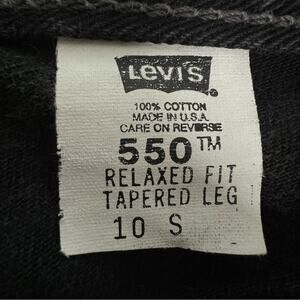 LEVI'S
100% COTTON
MADE IN U.S.A.
CARE ON REVERSE
550™
RELAXED FIT
TAPERED LEG
10 S